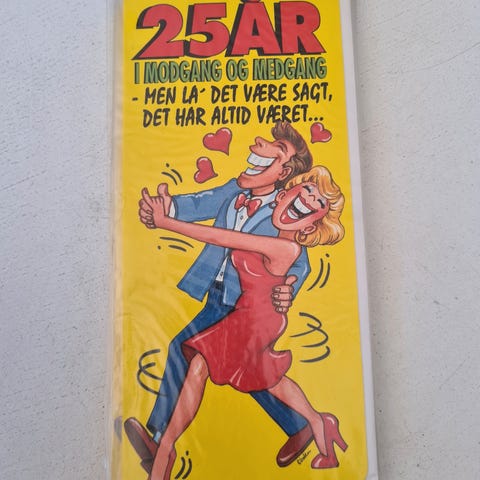 25ÅR
I MODGANG OG MEDGANG
- MEN LA´ DET VÆRE SAGT,
DET HAR ALTID VÆRET...